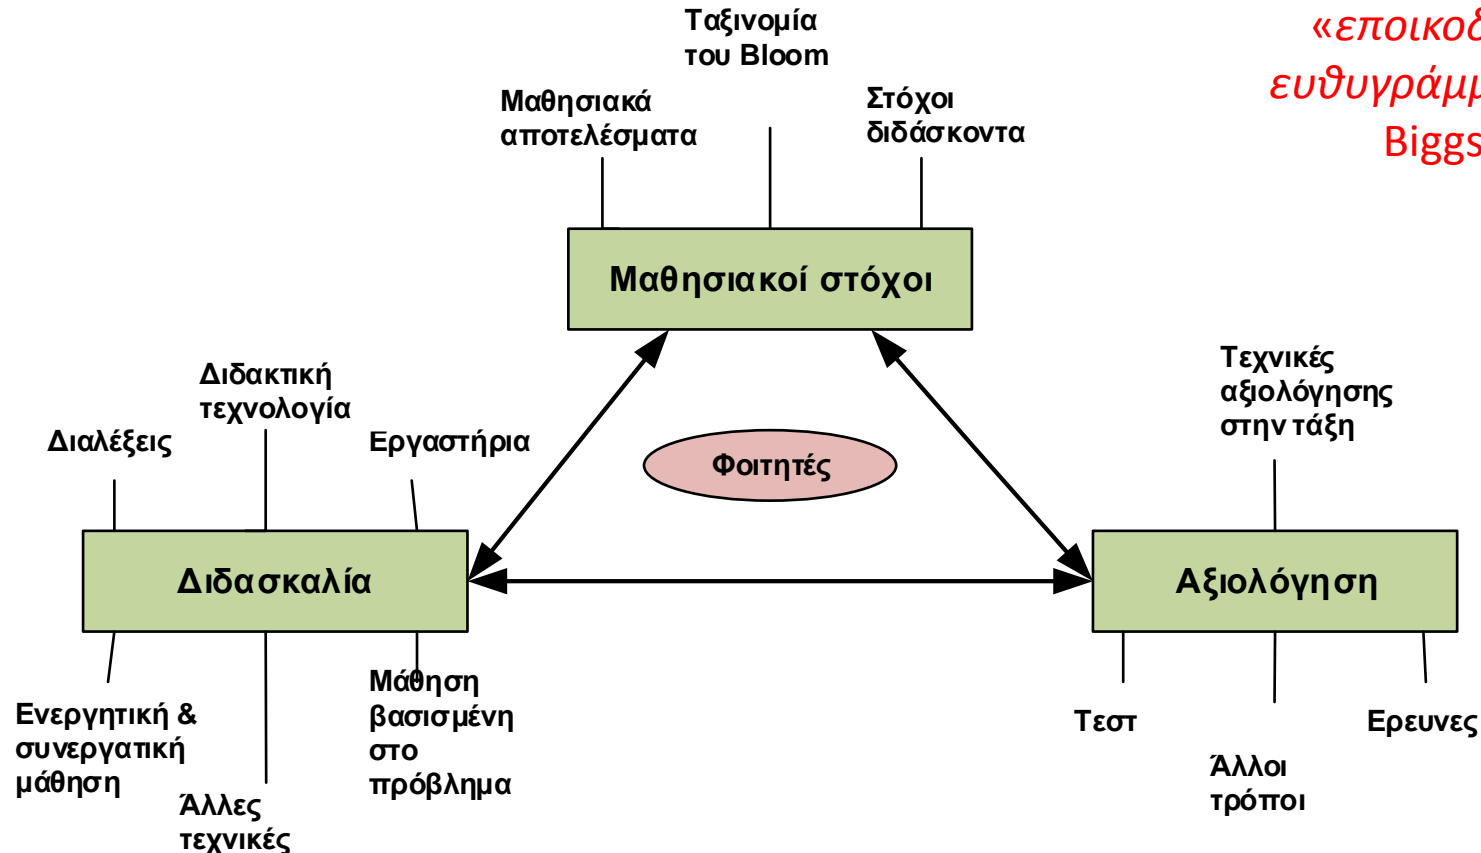 Ταξινομία
του Bloom
«εποικοδ
ευθυγράμμ
Biggs
Μαθησιακά
αποτελέσματα
Στόχοι
διδάσκοντα
Μαθησιακοί στόχοι
Διδακτική
τεχνολογία
Διαλέξεις
Εργαστήρια
Φοιτητές
Τεχνικές
αξιολόγησης
στην τάξη
Διδασκαλία
Αξιολόγηση
Ενεργητική &
συνεργατική
μάθηση
Άλλες
τεχνικές
Μάθηση
βασισμένη
στο
πρόβλημα
Τεστ
Άλλοι
τρόποι
Ερευνες